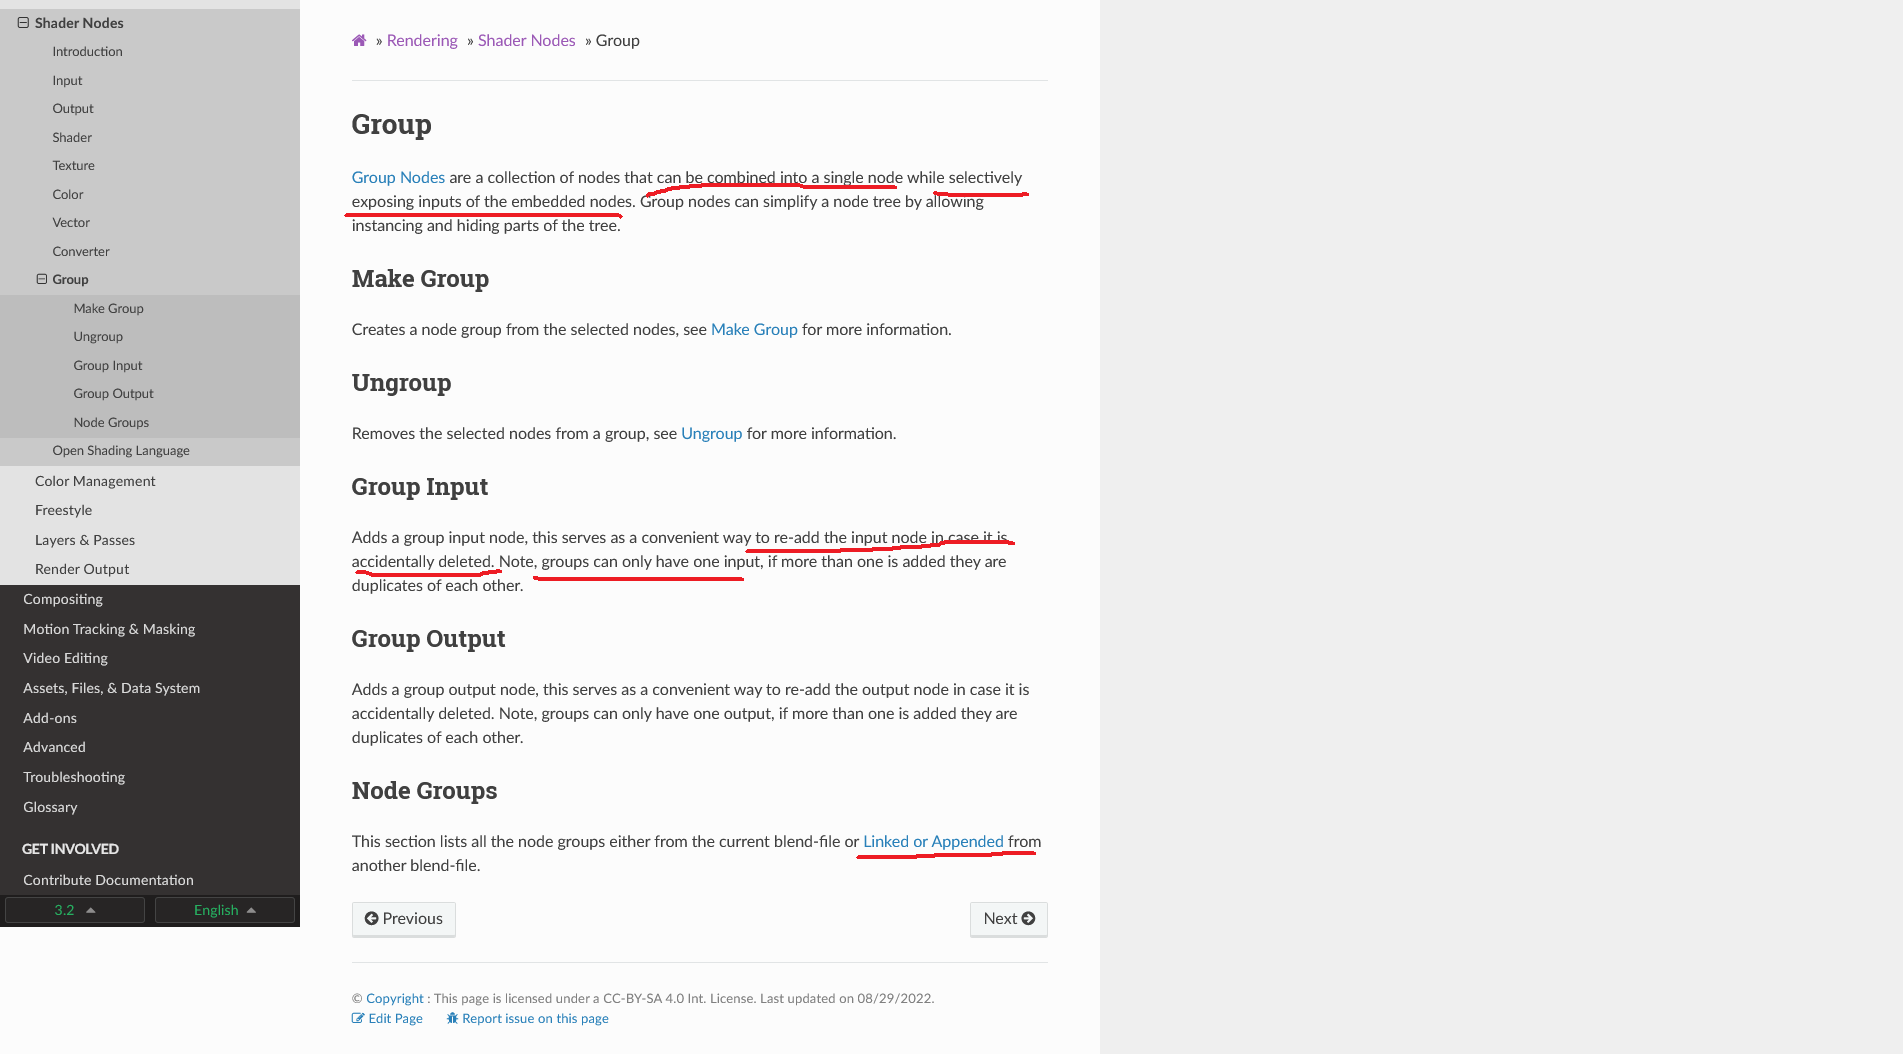 Shader Nodes
Introduction
Input
Output
Shader
Texture
Color
Vector
Converter
Group
Make Group
Ungroup
Group Input
Group Output
Node Groups
Open Shading Language
Color Management
Freestyle
Layers & Passes
Render Output
Compositing
Motion Tracking & Masking
Video Editing
Assets, Files, & Data System
Add-ons
Advanced
Troubleshooting
Glossary
GET INVOLVED
Contribute Documentation
3.2 English
» Rendering » Shader Nodes » Group
Group
Group Nodes are a collection of nodes that can be combined into a single node while selectively
exposing inputs of the embedded nodes. Group nodes can simplify a node tree by allowing
instancing and hiding parts of the tree.
Make Group
Creates a node group from the selected nodes, see Make Group for more information.
Ungroup
Removes the selected nodes from a group, see Ungroup for more information.
Group Input
Adds a group input node, this serves as a convenient way to re-add the input node in case it is
accidentally deleted. Note, groups can only have one input, if more than one is added they are
duplicates of each other.
Group Output
Adds a group output node, this serves as a convenient way to re-add the output node in case it is
accidentally deleted. Note, groups can only have one output, if more than one is added they are
duplicates of each other.
Node Groups
This section lists all the node groups either from the current blend-file or Linked or Appended from
another blend-file.
Previous Next
© Copyright : This page is licensed under a CC-BY-SA 4.0 Int. License. Last updated on 08/29/2022.
Edit Page Report issue on this page